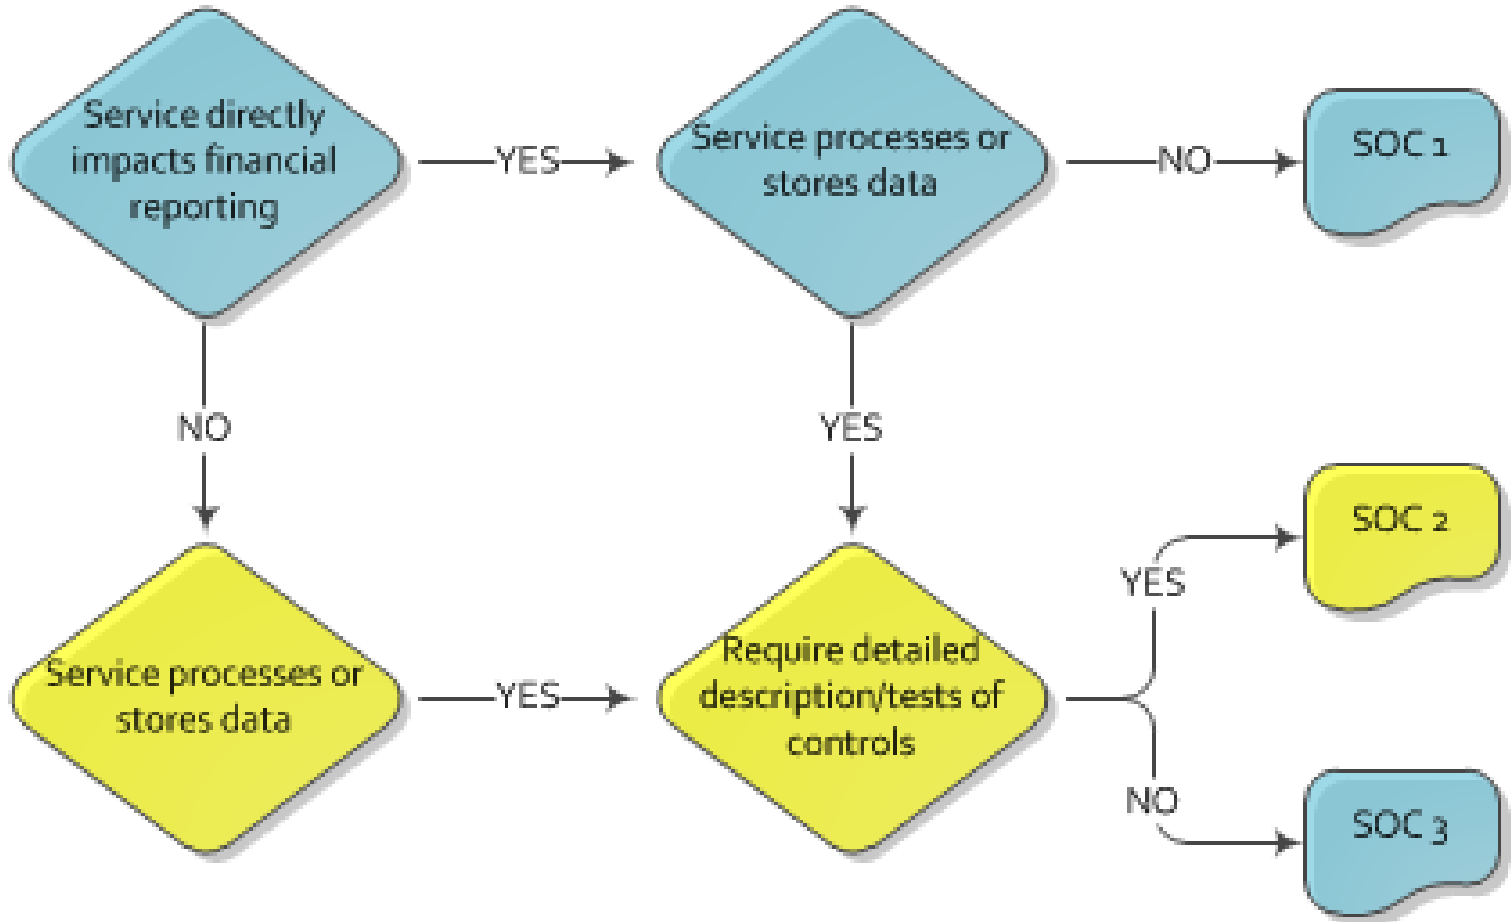 Service directly
impacts financial
reporting
YES
Service processes or
stores data
NO
SOC 1
NO
YES
Service processes or
stores data
YES
Require detailed
description/tests of
controls
YES
SOC 2
NO
SOC 3